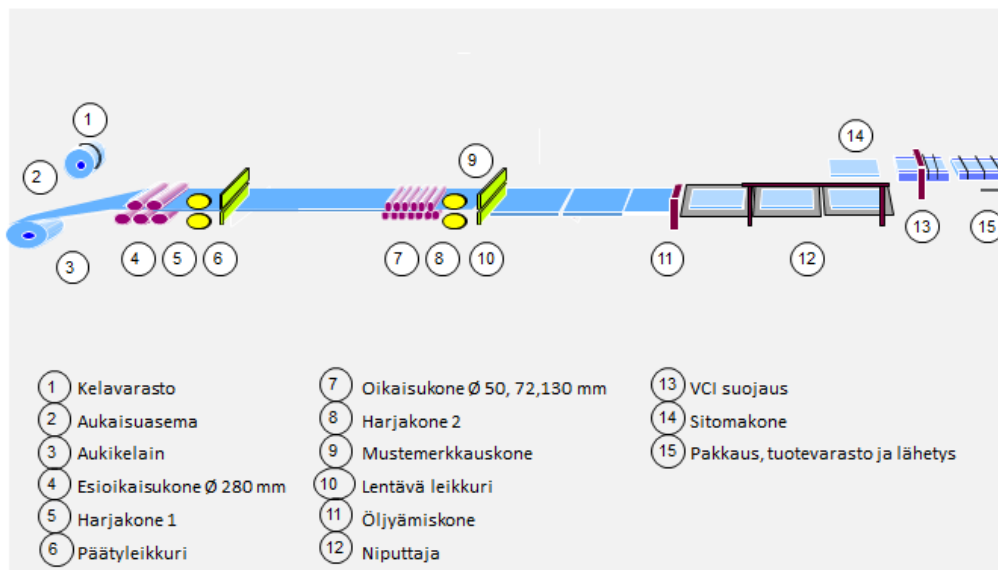 1
2
9
14
3
4
5
6
7
8
10
11
12
13
15
1 Kelavarasto
2 Aukaisuasema
3 Aukikelain
4 Esioikaisukone Ø 280 mm
5 Harjakone 1
6 Päätyleikkuri
7 Oikaisukone Ø 50, 72,130 mm
8 Harjakone 2
9 Mustemerkkauskone
10 Lentävä leikkuri
11 Öljyämiskone
12 Niputtaja
13 VCI suojaus
14 Sitomakone
15 Pakkaus, tuotevarasto ja lähetys